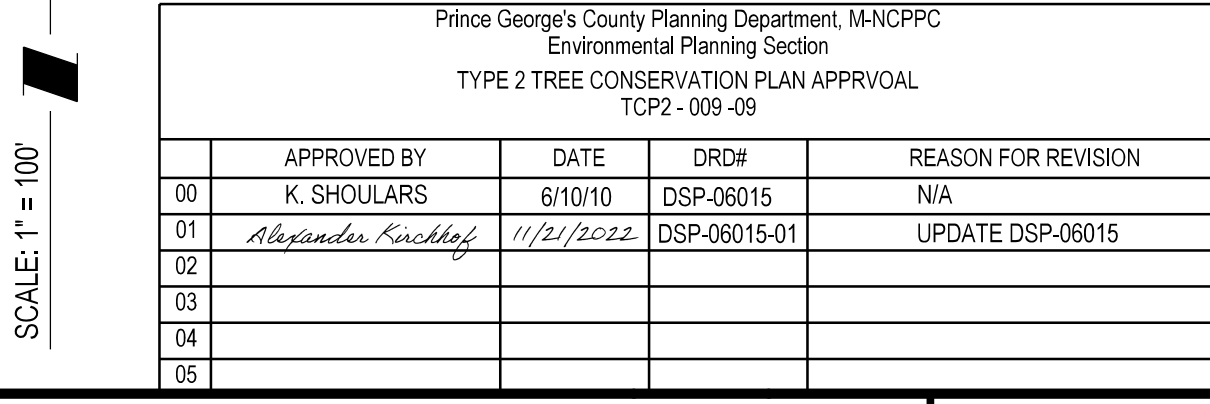 SCALE: 1" = 100'
Prince George's County Planning Department, M-NCPPC
Environmental Planning Section
TYPE 2 TREE CONSERVATION PLAN APPRVOAL
TCP2 - 009 -09
APPROVED BY DATE DRD# REASON FOR REVISION
00 K. SHOULARS 6/10/10 DSP-06015 N/A
01 Alexander Kirchhof 11/21/2022 DSP-06015-01 UPDATE DSP-06015
02
03
04
05